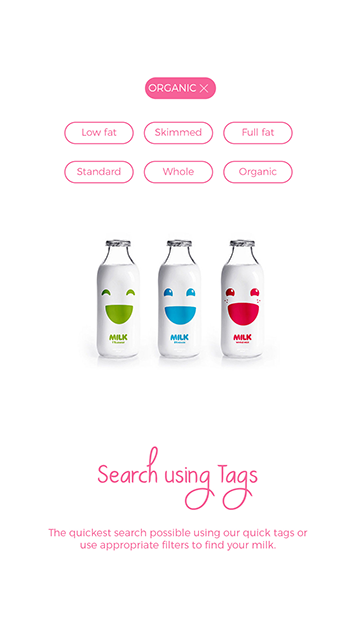 ORGANIC ×
Low fat Skimmed Full fat
Standard Whole Organic
MILK MILK MILK
Search using Tags
The quickest search possible using our quick tags or
use appropriate filters to find your milk.